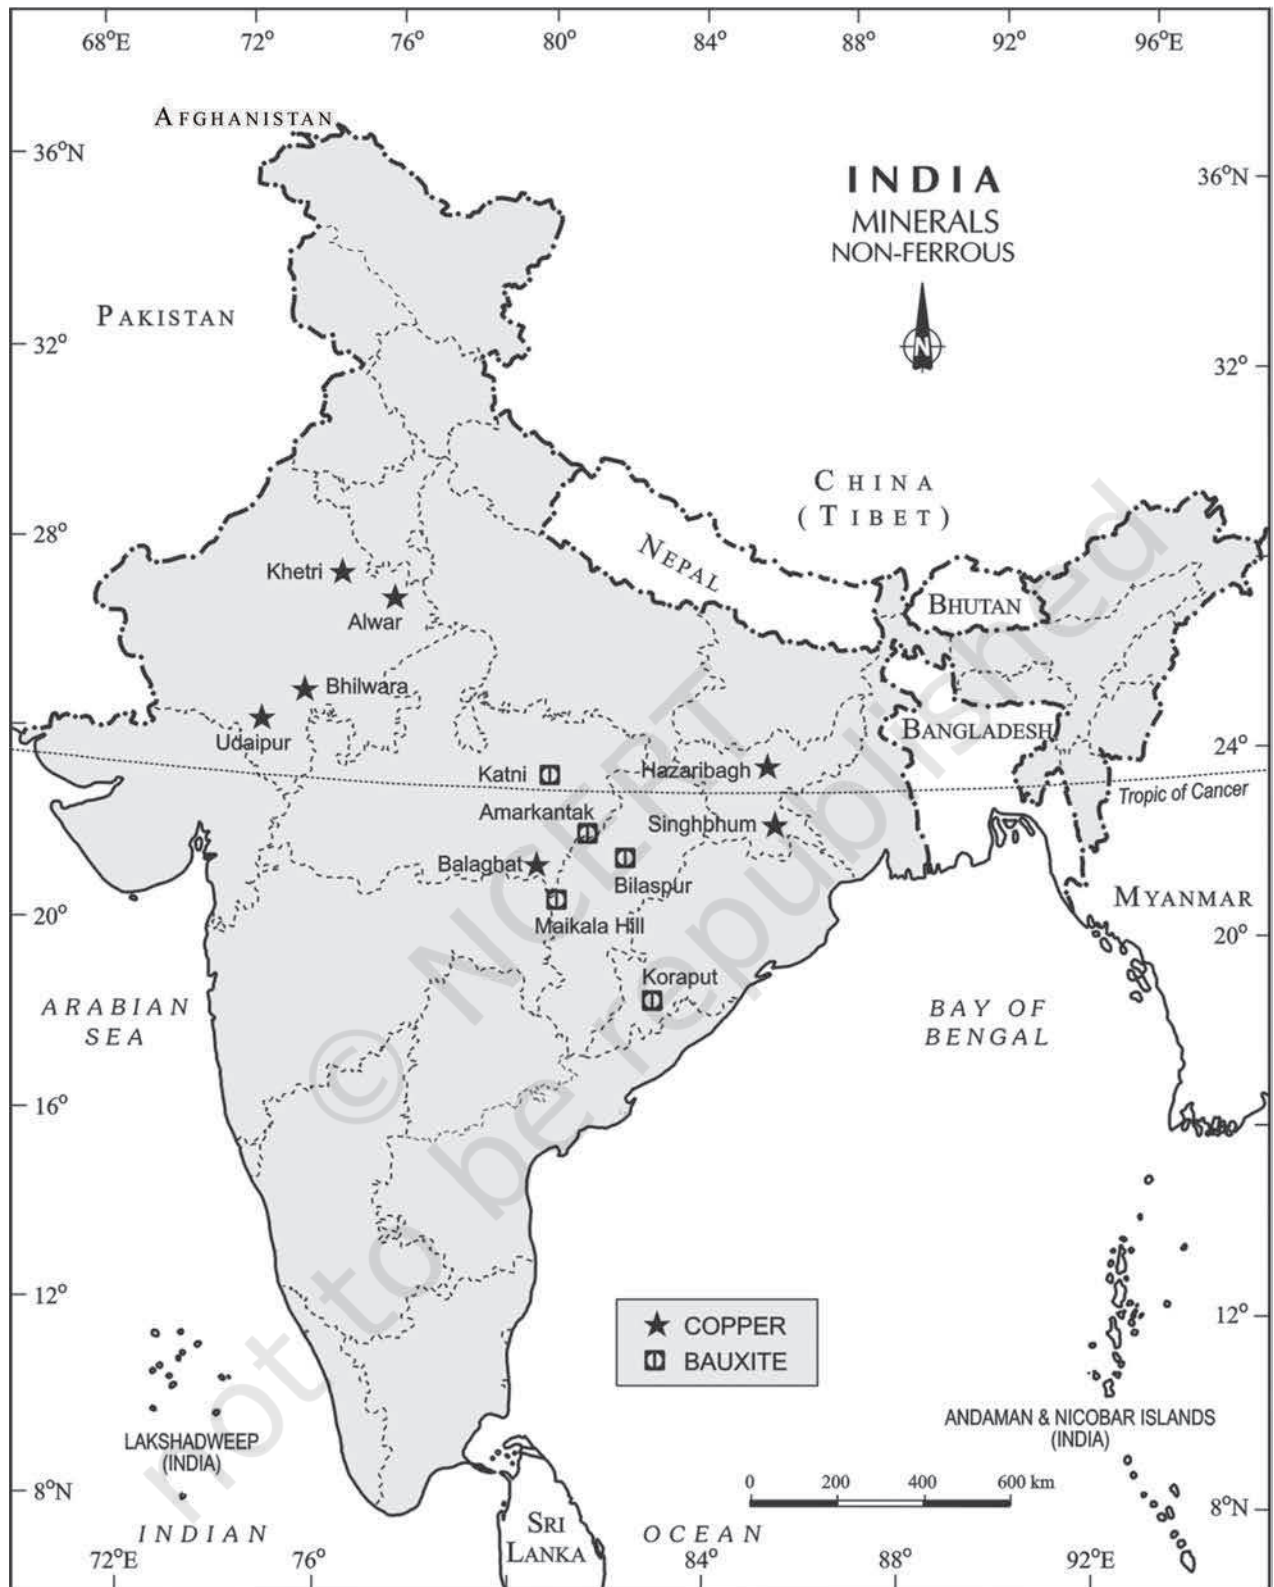 68°E 72° 76° 80° 84° 88° 92° 96°E
AFGHANISTAN
36°N
INDIA
36°N
MINERALS
NON-FERROUS
PAKISTAN
N
32°
32°
CHINA
(TIBET)
28°
NEPAL
Khetri
BHUTAN
Alwar
Bhilwara
Udaipur
BANGLADESH
24°
Katni
Hazaribagh
Tropic of Cancer
Amarkantak
Singhbhum
Balaghat
Bilaspur
MYANMAR
20°
Maikala Hill
20°
Koraput
ARABIAN
SEA
BAY OF
BENGAL
16°
© NCERT
not to be republished
12°
COPPER
BAUXITE
12°
ANDAMAN & NICOBAR ISLANDS
(INDIA)
LAKSHADWEEP
(INDIA)
0 200 400 600 km
8°N
8°N
SRI
LANKA
INDIAN OCEAN
72°E 76° 84° 88° 92°E